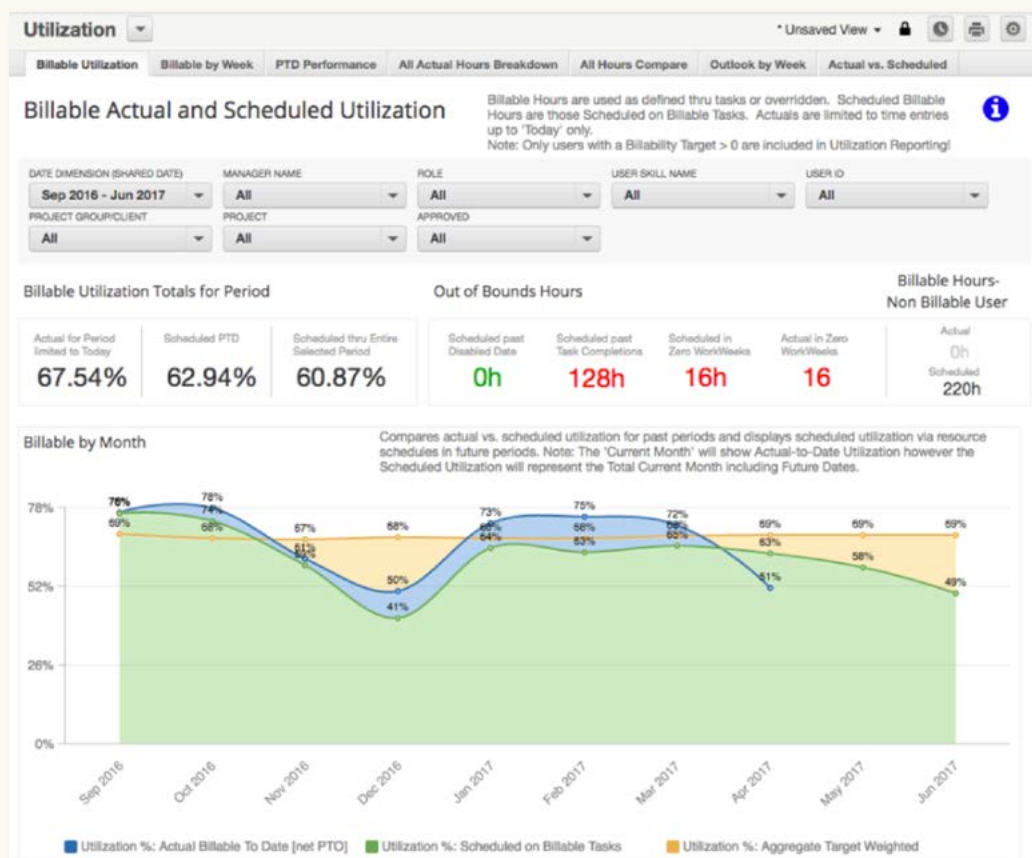 Utilization
* Unsaved View
Billable Utilization Billable by Week PTD Performance All Actual Hours Breakdown All Hours Compare Outlook by Week Actual vs. Scheduled
Billable Actual and Scheduled Utilization
Billable Hours are used as defined thru tasks or overridden. Scheduled Billable
Hours are those Scheduled on Billable Tasks. Actuals are limited to time entries
up to 'Today' only.
Note: Only users with a Billability Target > 0 are included in Utilization Reporting!
DATE DIMENSION (SHARED DATE) MANAGER NAME ROLE USER SKILL NAME USER ID
Sep 2016 - Jun 2017 All All All All
PROJECT GROUP/CLIENT PROJECT APPROVED
All All All
Billable Utilization Totals for Period
Out of Bounds Hours
Billable Hours-
Non Billable User
Actual for Period
limited to Today
67.54%
Scheduled PTD
62.94%
Scheduled thru Entire
Selected Period
60.87%
Scheduled past
Disabled Date
0h
Scheduled past
Task Completions
128h
Scheduled in
Zero WorkWeeks
16h
Actual in Zero
WorkWeeks
16
Actual
0h
Scheduled
220h
Billable by Month
Compares actual vs. scheduled utilization for past periods and displays scheduled utilization via resource
schedules in future periods. Note: The 'Current Month' will show Actual-to-Date Utilization however the
Scheduled Utilization will represent the Total Current Month including Future Dates.
78%
52%
26%
0%
69%
78% 74% 68%
67% 61%
68% 50% 41%
73% 64%
75% 68% 63%
72% 65%
69% 63% 51%
69% 58%
69% 49%
Sep 2016 Oct 2016 Nov 2016 Dec 2016 Jan 2017 Feb 2017 Mar 2017 Apr 2017 May 2017 Jun 2017
Utilization %: Actual Billable To Date [net PTO] Utilization %: Scheduled on Billable Tasks Utilization %: Aggregate Target Weighted